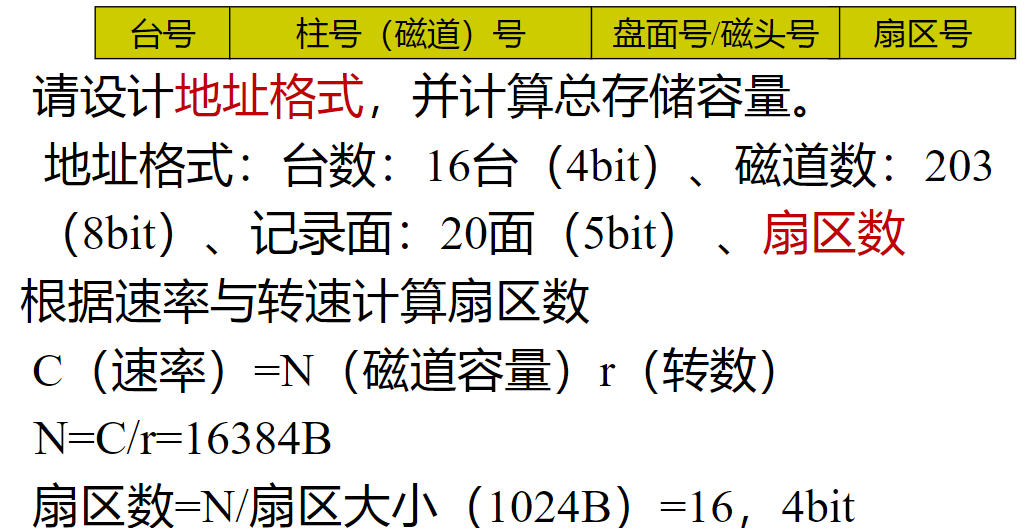 台号 柱号（磁道）号 盘面号/磁头号 扇区号
请设计地址格式，并计算总存储容量。
地址格式：台数：16台（4bit）、磁道数：203
（8bit）、记录面：20面（5bit） 、扇区数
根据速率与转速计算扇区数
C（速率）=N（磁道容量）r（转数）
N=C/r=16384B
扇区数=N/扇区大小（1024B）=16，4bit